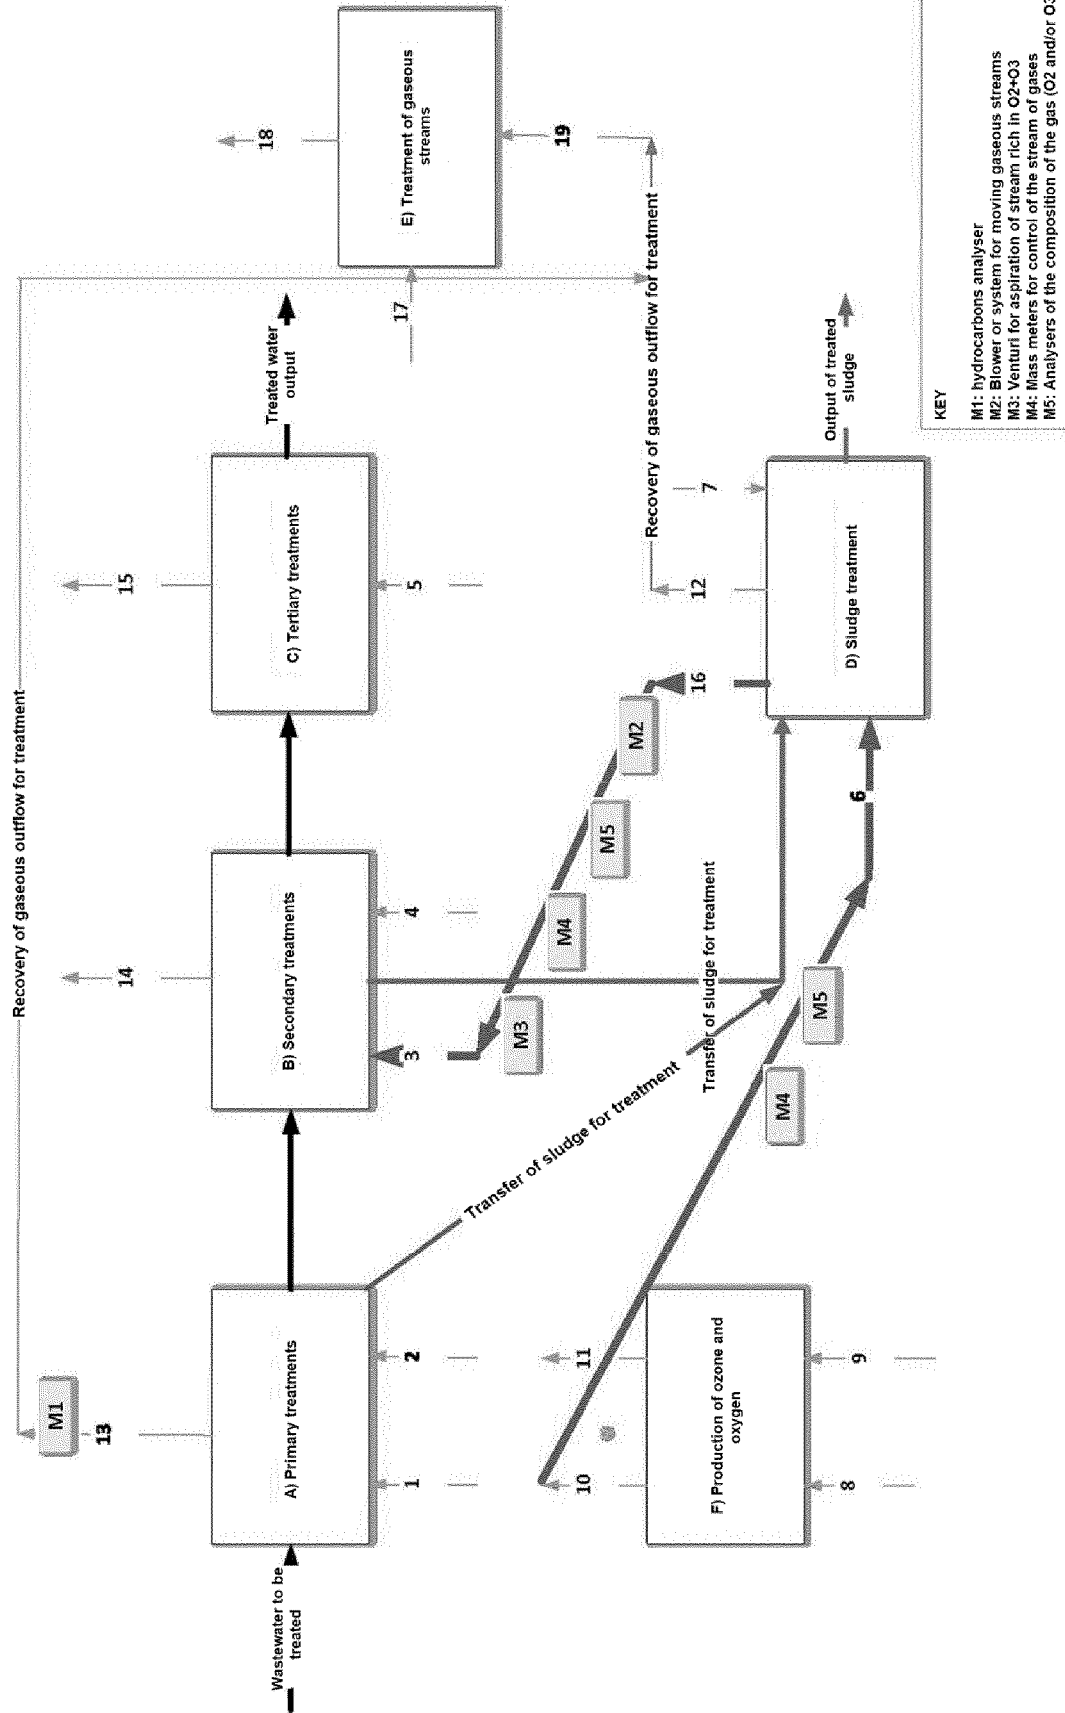 Recovery of gaseous outflow for treatment
M1
13
14
15
18
Wastewater to be
treated
A) Primary treatments
B) Secondary treatments
C) Tertiary treatments
Treated water
output
E) Treatment of gaseous
streams
1
2
3
4
5
17
19
M3
M4
M5
M2
16
12
7
Recovery of gaseous outflow for treatment
10
11
Transfer of sludge for treatment
Transfer of sludge for treatment
F) Production of ozone and
oxygen
8
9
M4
M5
6
D) Sludge treatment
Output of treated
sludge
KEY
M1: hydrocarbons analyser
M2: Blower or system for moving gaseous streams
M3: Venturi for aspiration of stream rich in O2+O3
M4: Mass meters for control of the stream of gases
M5: Analysers of the composition of the gas (O2 and/or O3